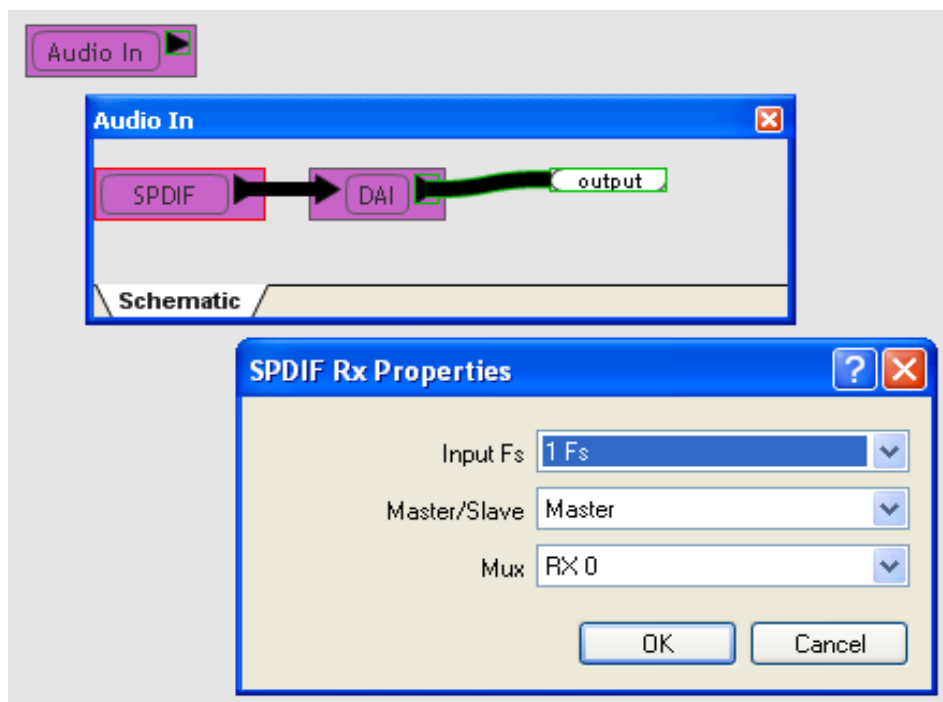 Audio In
Audio In
SPDIF DAI output
Schematic
SPDIF Rx Properties
?
Input Fs 1 Fs
Master/Slave Master
Mux RX 0
OK Cancel